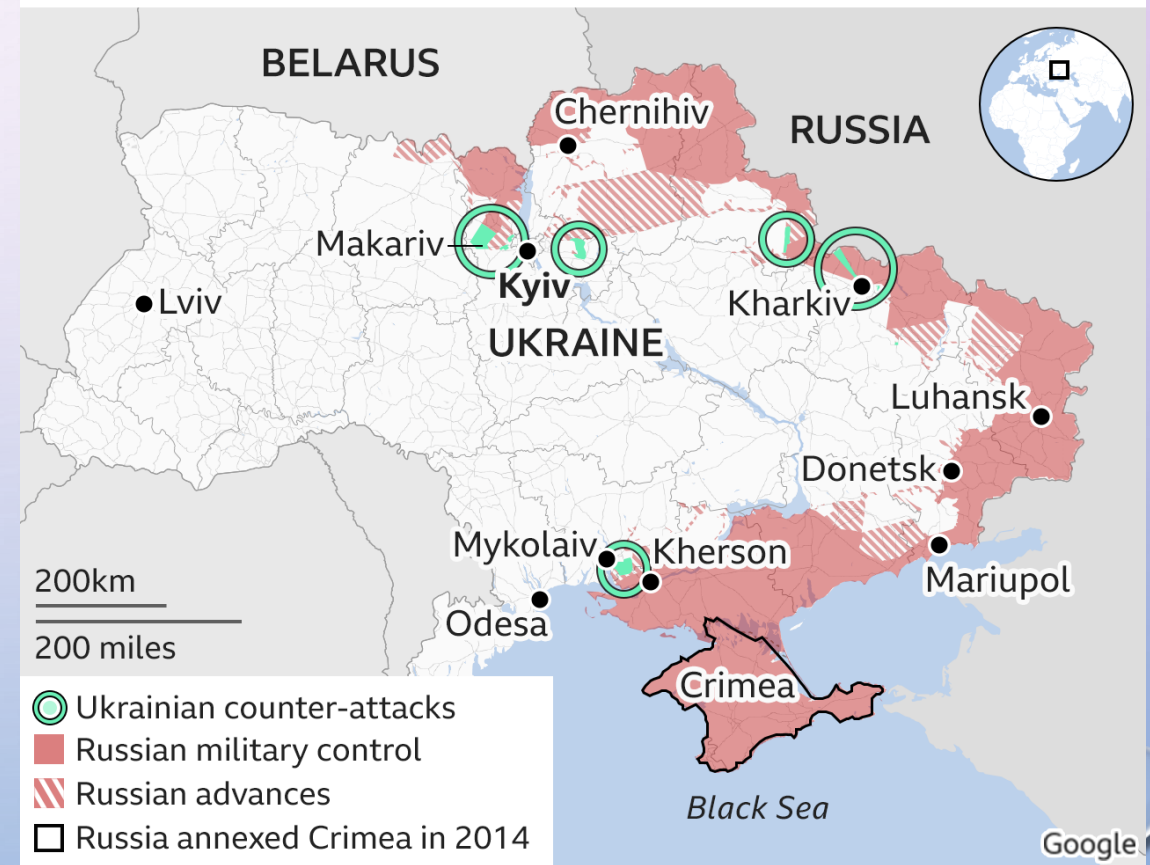 BELARUS
Chernihiv
RUSSIA
Makariv
Kyiv
Lviv
Kharkiv
UKRAINE
Luhansk
Donetsk
Mykolaiv
Kherson
Mariupol
200km
Odesa
200 miles
Crimea
Ukrainian counter-attacks
Russian military control
Russian advances
Black Sea
Russia annexed Crimea in 2014
Google